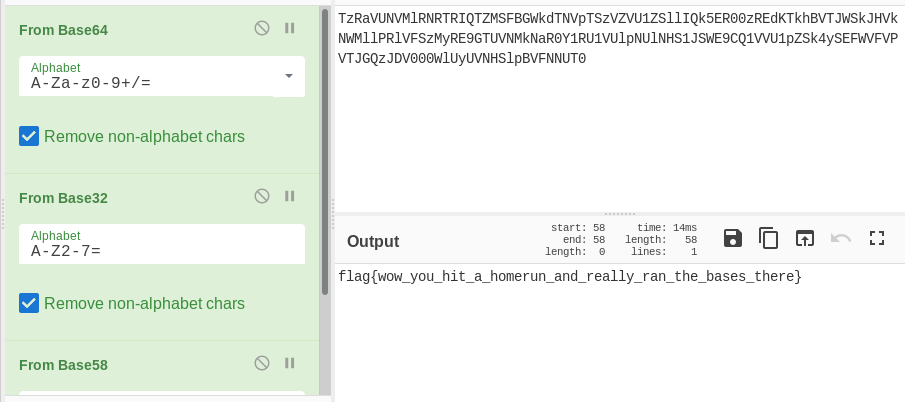 From Base64
Alphabet
A-Za-z0-9+/=
Remove non-alphabet chars
From Base32
Alphabet
A-Z2-7=
Remove non-alphabet chars
From Base58
TzRaVUNVMlRNRTRIQTZMSFBGWkdTNVpTSzVZVU1ZSllIQk5ER00zREdKTkhBVTJWSkJHVk
NWMllPRlVFSzMyRE9GTUVNMkNaR0Y1RU1VUlpNUlNHS1JSWE9CQ1VVU1pZSk4ySEFWVFVP
VTJGQzJDV000WlUyUVNHSlpBVFNNUT0
Output
start: 58
end: 58
length: 0
time: 14ms
length: 58
lines: 1
flag{wow_you_hit_a_homerun_and_really_ran_the_bases_there}